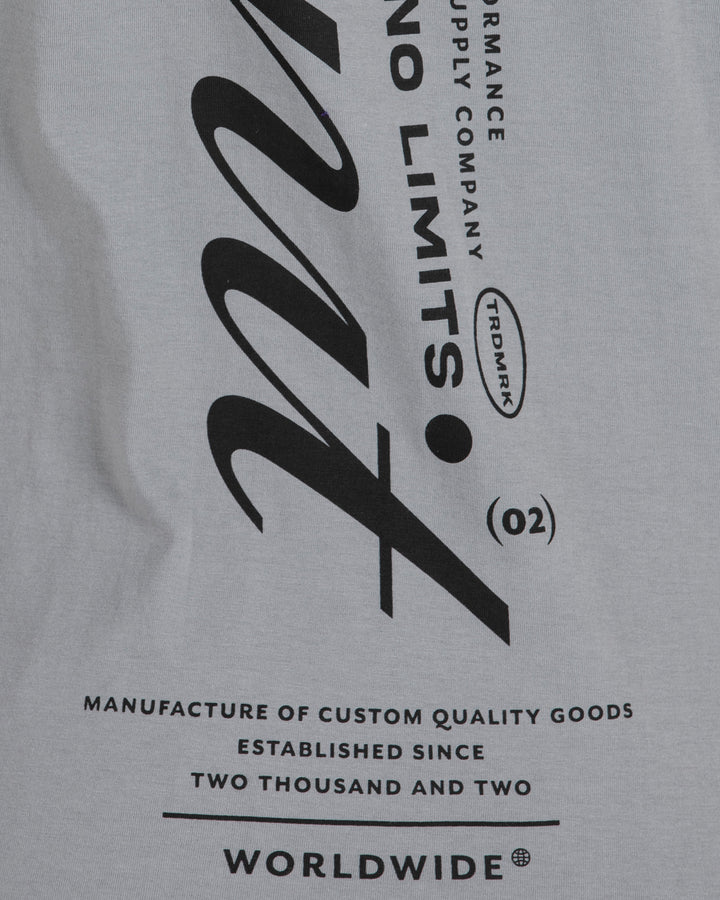 ORMANCE
UPPLY COMPANY
NO LIMITS
TRDMRK
(02)
MANUFACTURE OF CUSTOM QUALITY GOODS
ESTABLISHED SINCE
TWO THOUSAND AND TWO
WORLDWIDE